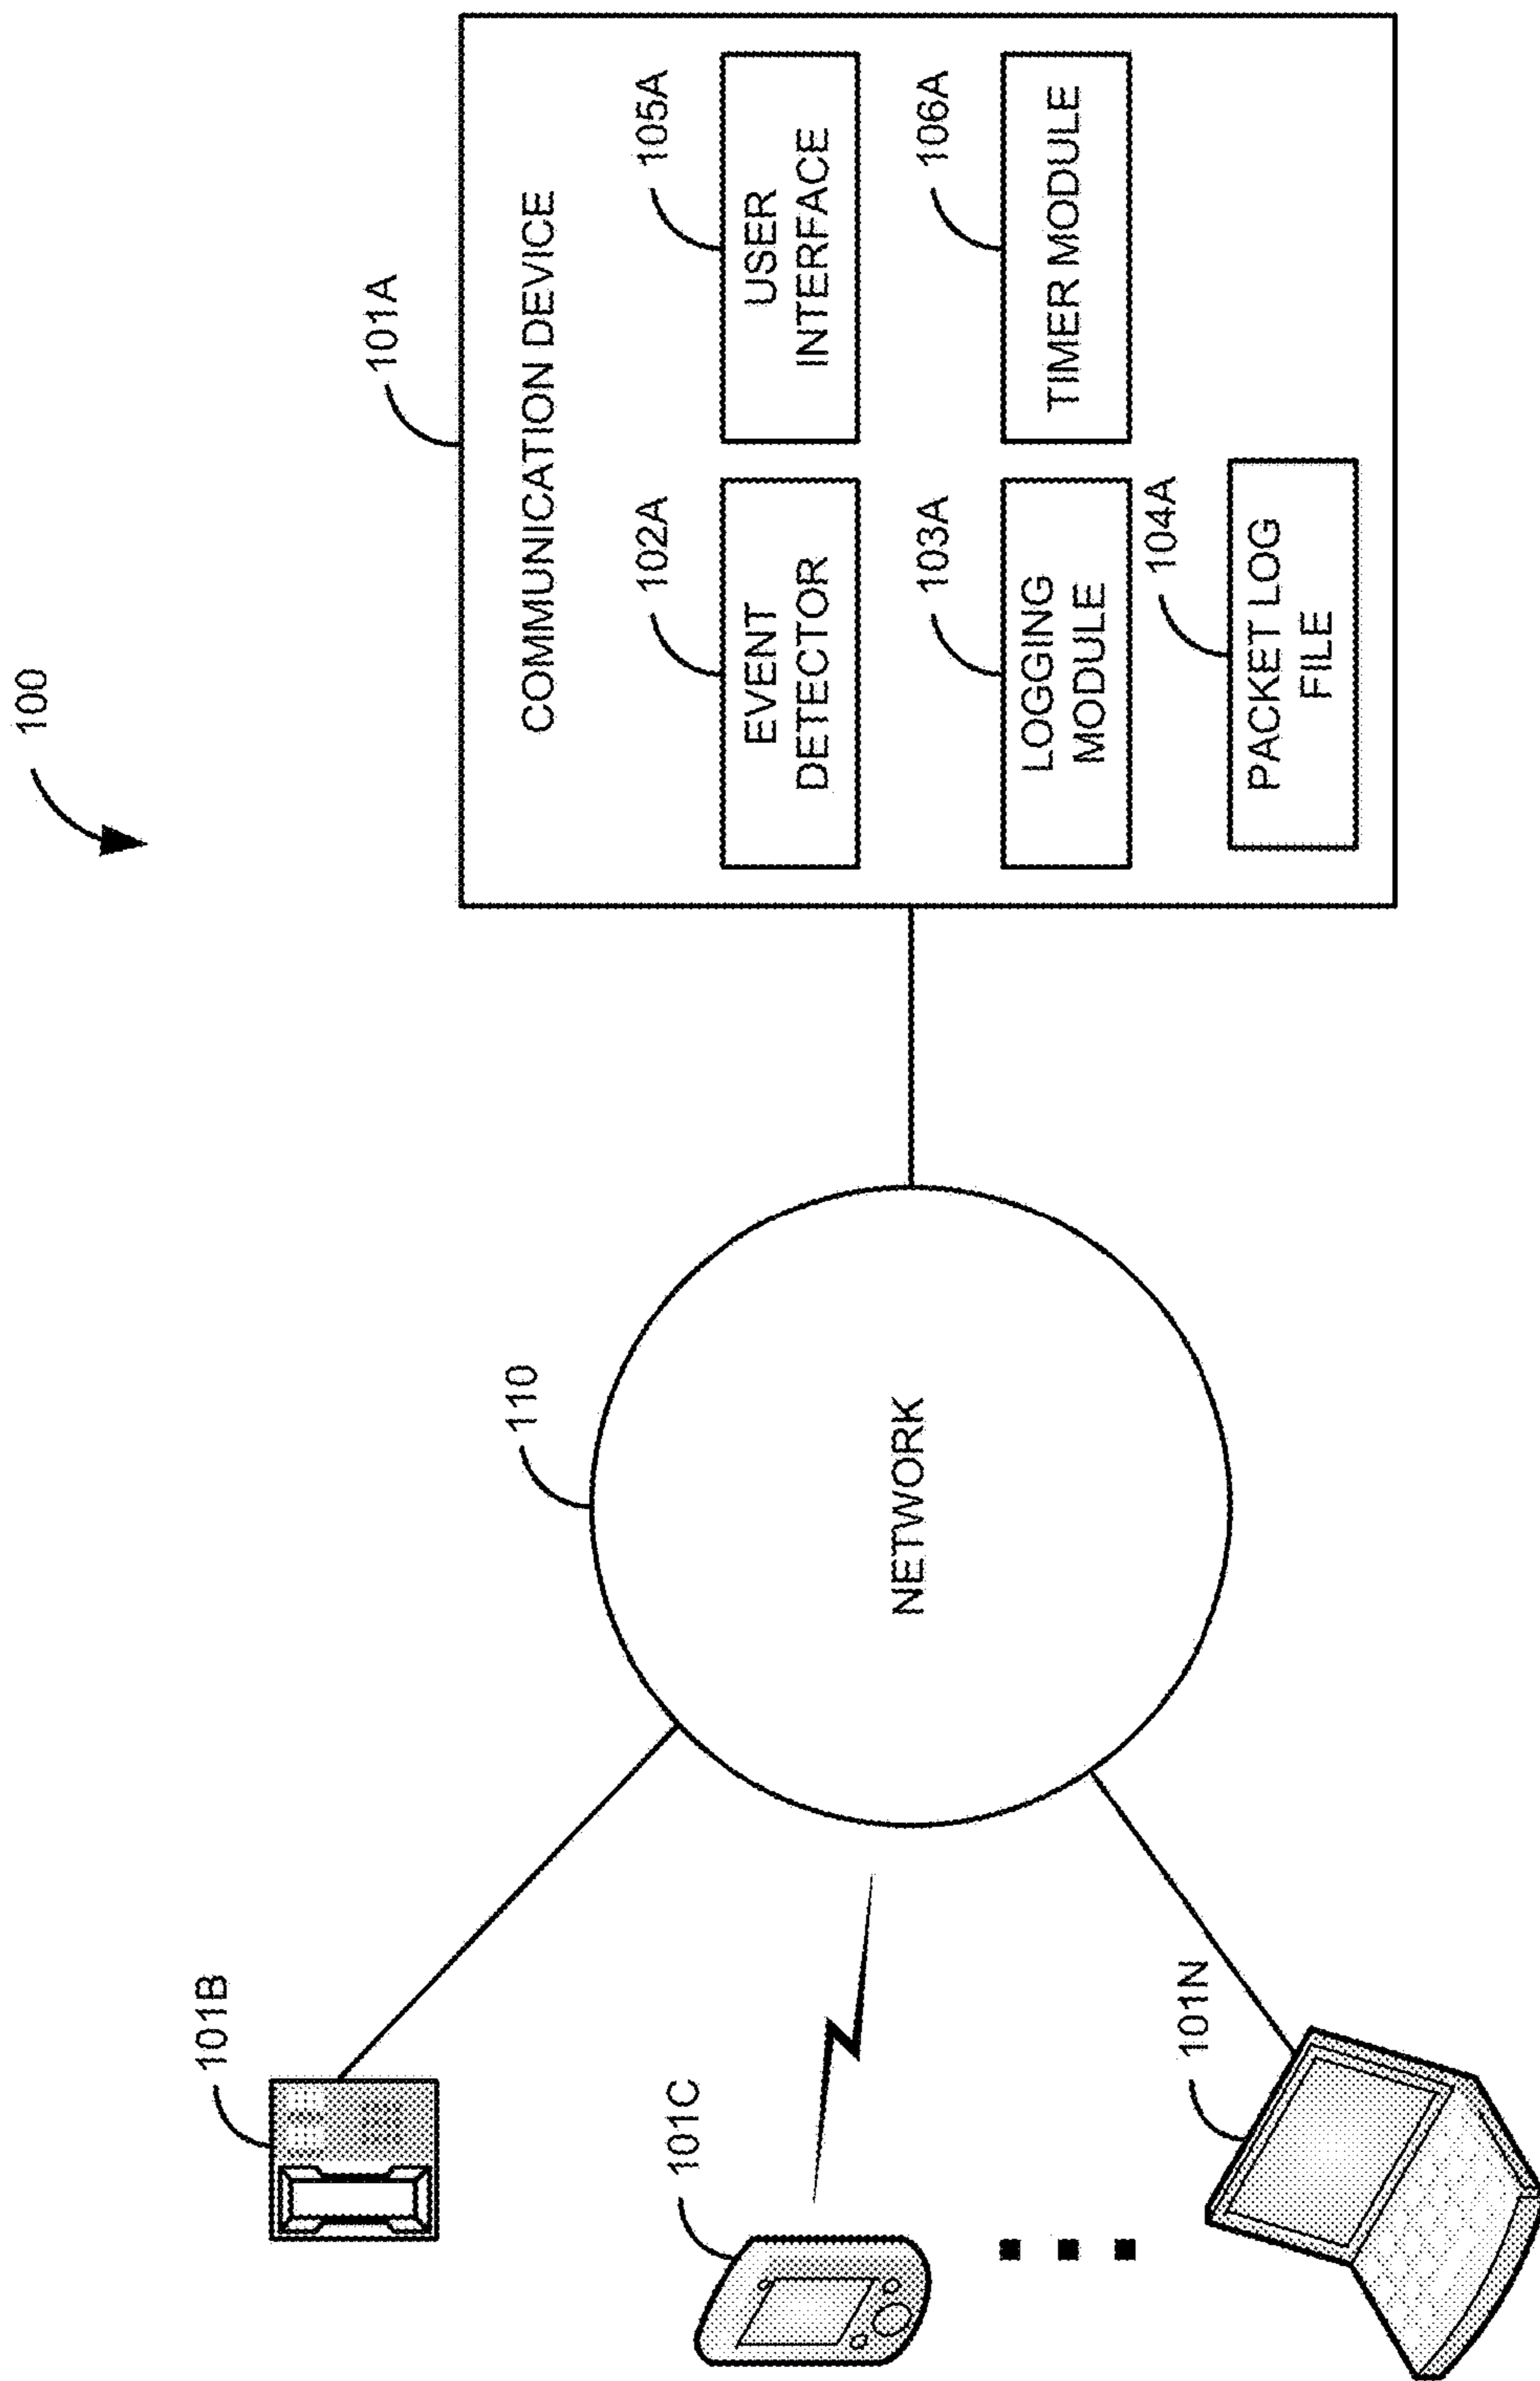 100
101A
COMMUNICATION DEVICE
102A
EVENT
DETECTOR
105A
USER
INTERFACE
103A
LOGGING
MODULE
106A
TIMER MODULE
104A
PACKET LOG
FILE
110
NETWORK
101B
101C
101N